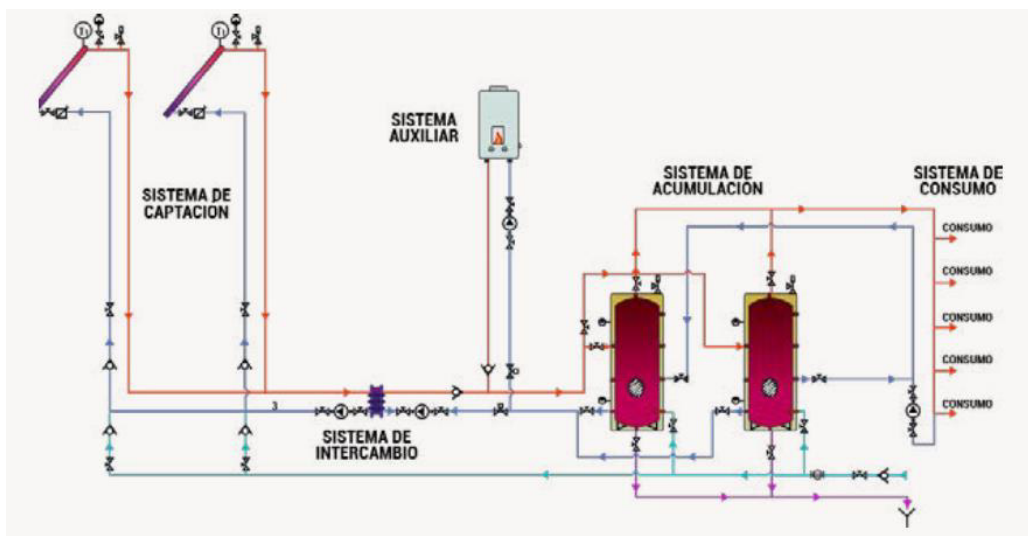 T1
T1
SISTEMA
AUXILIAR
SISTEMA DE
CAPTACION
SISTEMA DE
ACUMULACIÓN
SISTEMA DE
CONSUMO
CONSUMO
CONSUMO
CONSUMO
CONSUMO
CONSUMO
3
SISTEMA DE
INTERCAMBIO